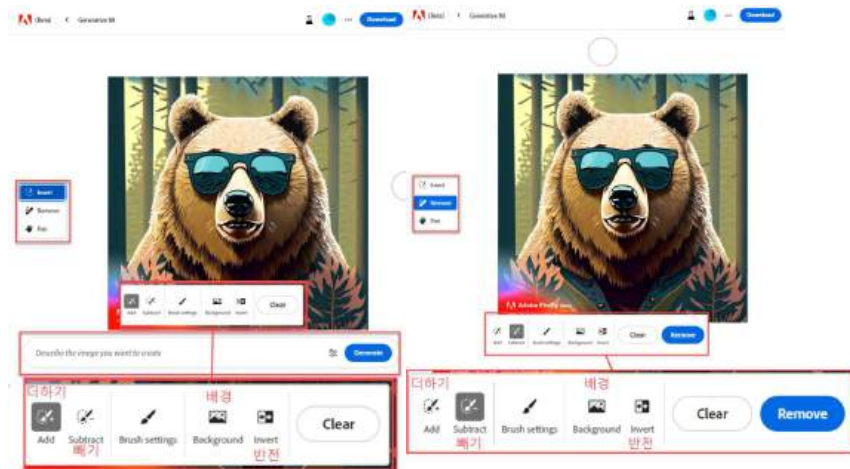 (Beta) < Generative fill ... Download
Insert
Remove
Pan
Add Subtract Brush settings Background Invert Clear
Describe the image you want to create Generate
더하기
배경
Add Subtract Brush settings Background Invert Clear
빼기
반전
(Beta) < Generative fill ... Download
Insert
Remove
Pan
Adobe Firefly (Beta)
Add Subtract Brush settings Background Invert Clear Remove
더하기
배경
Add Subtract Brush settings Background Invert Clear Remove
빼기
반전